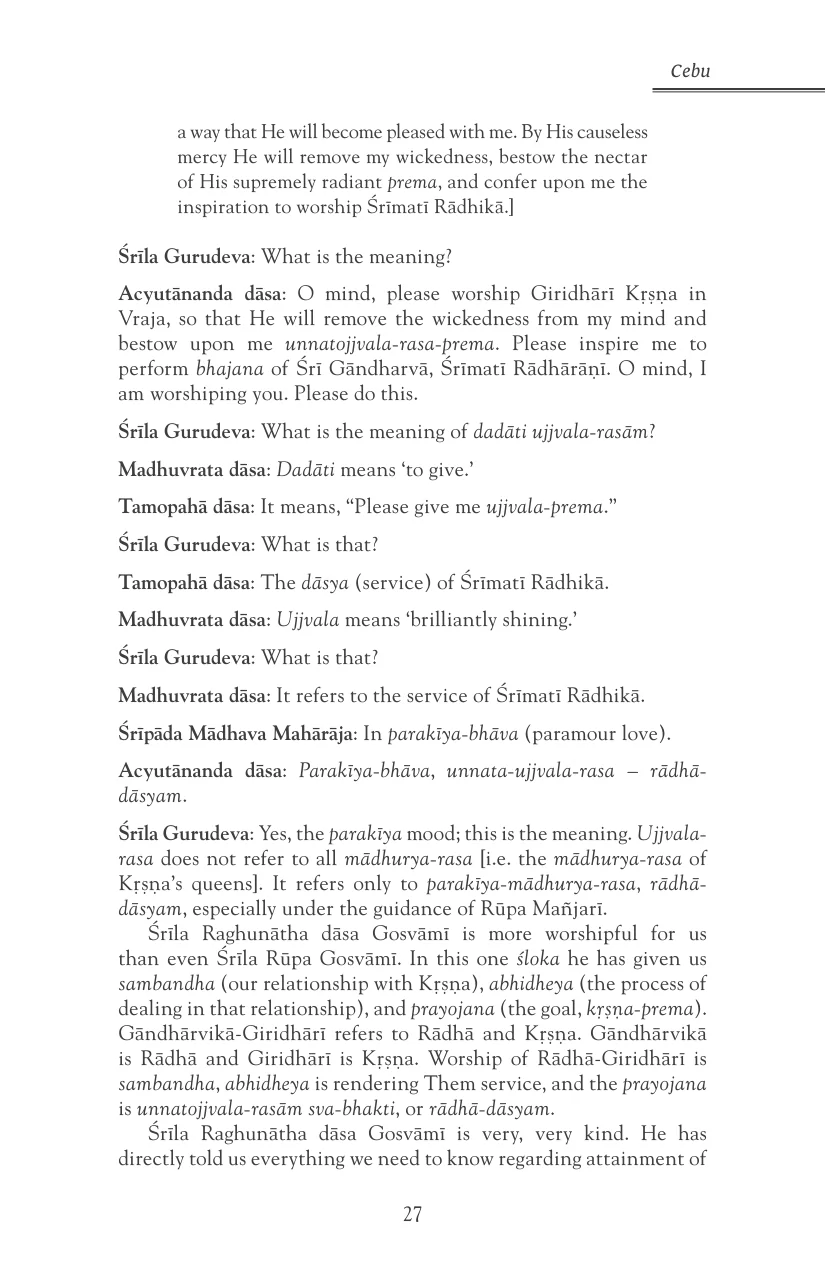 Cebu
a way that He will become pleased with me. By His causeless
mercy He will remove my wickedness, bestow the nectar
of His supremely radiant prema, and confer upon me the
inspiration to worship Śrīmatī Rādhikā.]
Śrīla Gurudeva: What is the meaning?
Acyutānanda dāsa: O mind, please worship Giridhārī Kṛṣṇa in
Vraja, so that He will remove the wickedness from my mind and
bestow upon me unnatojjvala-rasa-prema. Please inspire me to
perform bhajana of Śrī Gāndharvā, Śrīmatī Rādhārāṇī. O mind, I
am worshiping you. Please do this.
Śrīla Gurudeva: What is the meaning of dadāti ujjvala-rasām?
Madhuvrata dāsa: Dadāti means ‘to give.’
Tamopahā dāsa: It means, “Please give me ujjvala-prema.”
Śrīla Gurudeva: What is that?
Tamopahā dāsa: The dāsya (service) of Śrīmatī Rādhikā.
Madhuvrata dāsa: Ujjvala means ‘brilliantly shining.’
Śrīla Gurudeva: What is that?
Madhuvrata dāsa: It refers to the service of Śrīmatī Rādhikā.
Śrīpāda Mādhava Mahārāja: In parakīya-bhāva (paramour love).
Acyutānanda dāsa: Parakīya-bhāva, unnata-ujjvala-rasa – rādhā-
dāsyam.
Śrīla Gurudeva: Yes, the parakīya mood; this is the meaning. Ujjvala-
rasa does not refer to all mādhurya-rasa [i.e. the mādhurya-rasa of
Kṛṣṇa’s queens]. It refers only to parakīya-mādhurya-rasa, rādhā-
dāsyam, especially under the guidance of Rūpa Mañjarī.
Śrīla Raghunātha dāsa Gosvāmī is more worshipful for us
than even Śrīla Rūpa Gosvāmī. In this one śloka he has given us
sambandha (our relationship with Kṛṣṇa), abhidheya (the process of
dealing in that relationship), and prayojana (the goal, kṛṣṇa-prema).
Gāndhārvikā-Giridhārī refers to Rādhā and Kṛṣṇa. Gāndhārvikā
is Rādhā and Giridhārī is Kṛṣṇa. Worship of Rādhā-Giridhārī is
sambandha, abhidheya is rendering Them service, and the prayojana
is unnatojjvala-rasām sva-bhakti, or rādhā-dāsyam.
Śrīla Raghunātha dāsa Gosvāmī is very, very kind. He has
directly told us everything we need to know regarding attainment of
27